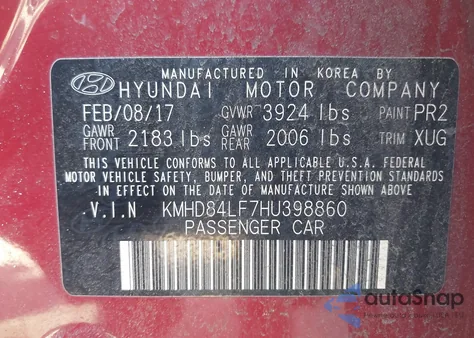 MANUFACTURED IN KOREA BY
HYUNDAI MOTOR COMPANY
FEB/08/17 GVWR 3924 lbs PAINT PR2
GAWR FRONT 2183 lbs GAWR REAR 2006 lbs TRIM XUG
THIS VEHICLE CONFORMS TO ALL APPLICABLE U.S.A. FEDERAL
MOTOR VEHICLE SAFETY, BUMPER, AND THEFT PREVENTION STANDARDS
IN EFFECT ON THE DATE OF MANUFACTURE SHOWN ABOVE
V.I.N KMHD84LF7HU398860
PASSENGER CAR
autoSnap